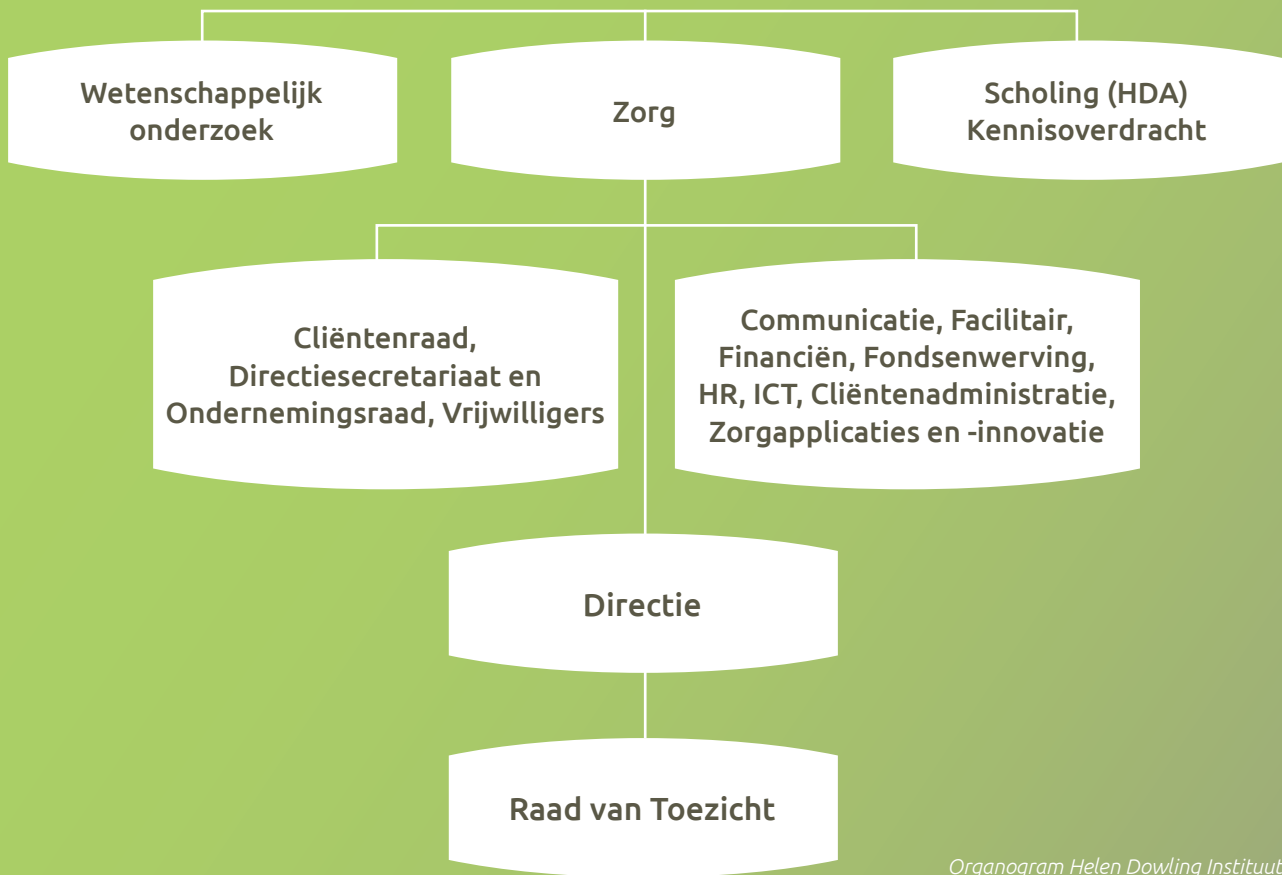 Wetenschappelijk
onderzoek
Zorg
Scholing (HDA)
Kennisoverdracht
Cliëntenraad,
Directiesecretariaat en
Ondernemingsraad, Vrijwilligers
Communicatie, Facilitair,
Financiën, Fondsenwerving,
HR, ICT, Cliëntenadministratie,
Zorgapplicaties en -innovatie
Directie
Raad van Toezicht
Organogram Helen Dowling Instituut